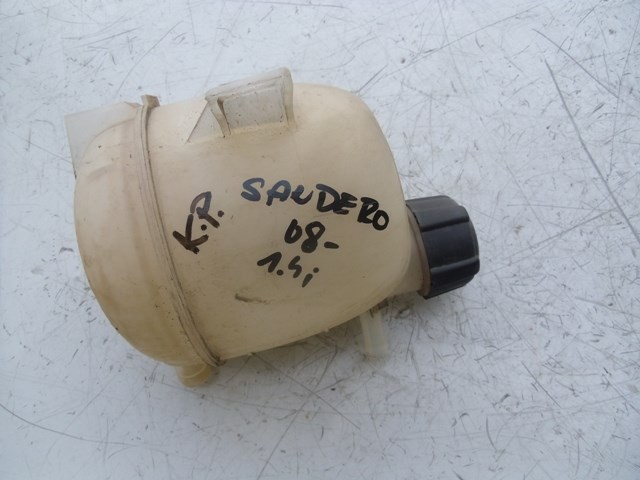 K.P. SANDERO
08-
1.4i